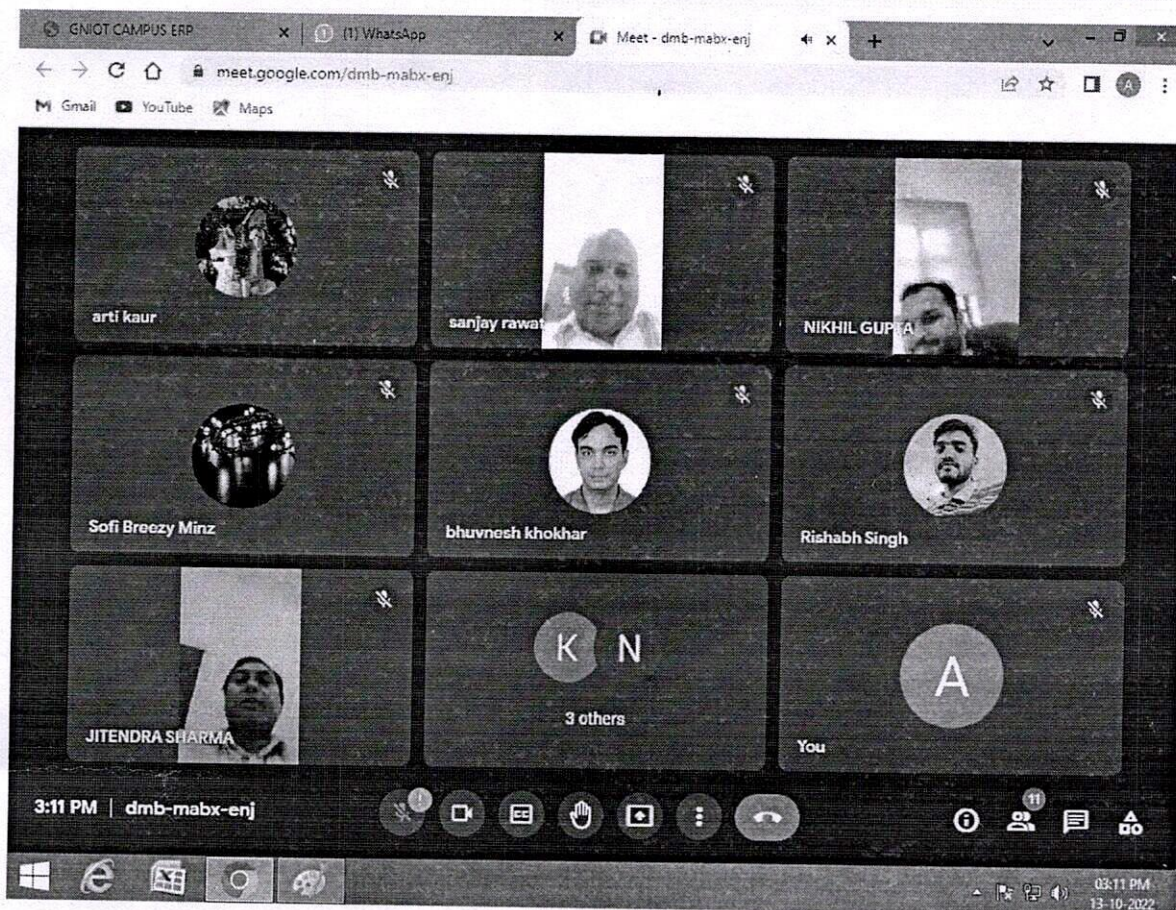 GNIOT CAMPUS ERP
(1) WhatsApp
Meet - dmb-mabx-enj
meet.google.com/dmb-mabx-enj
A
Gmail YouTube Maps
arti kaur
sanjay rawat
NIKHIL GUPTA
Sofi Breezy Minz
bhuvnesh khokhar
Rishabh Singh
JITENDRA SHARMA
K N
3 others
A
You
3:11 PM | dmb-mabx-enj
CC
11
03:11 PM
13-10-2022